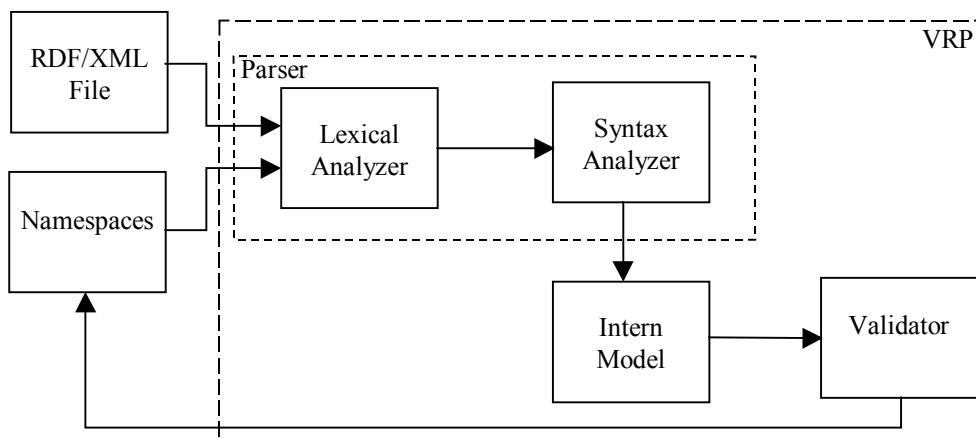 VRP
RDF/XML
File
Parser
Lexical
Analyzer
Syntax
Analyzer
Namespaces
Intern
Model
Validator